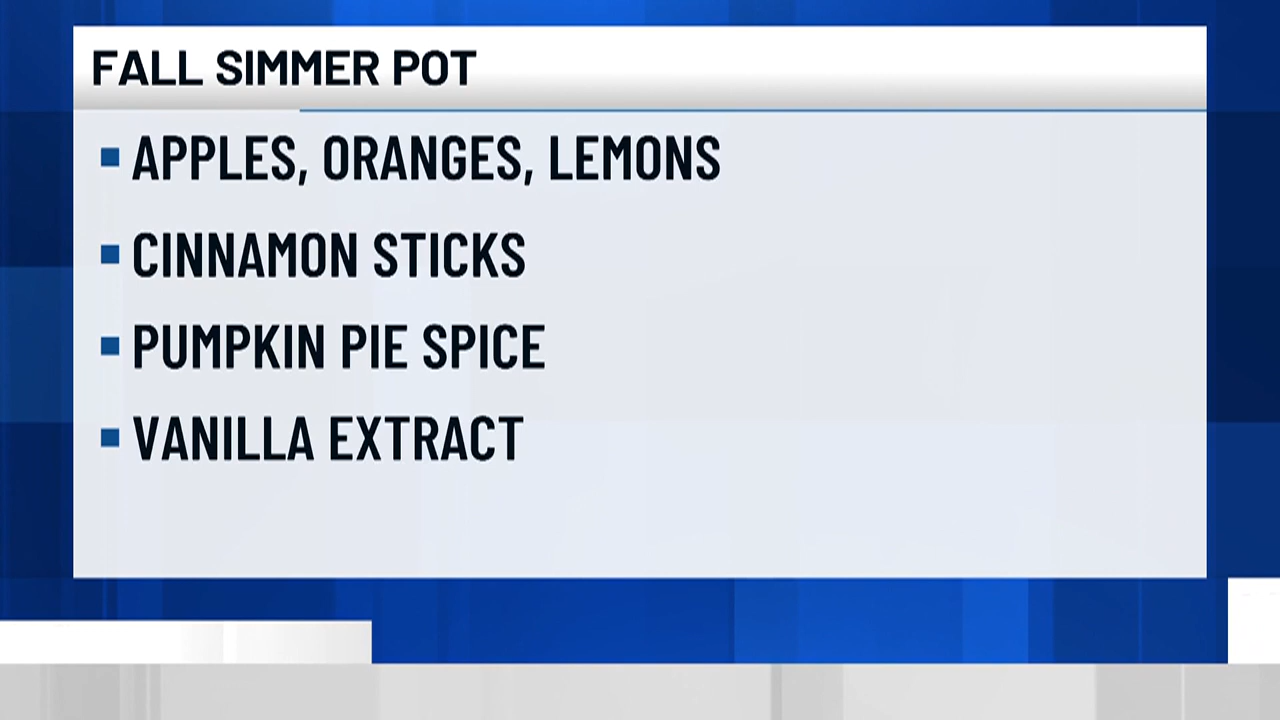 FALL SIMMER POT
APPLES, ORANGES, LEMONS
CINNAMON STICKS
PUMPKIN PIE SPICE
VANILLA EXTRACT